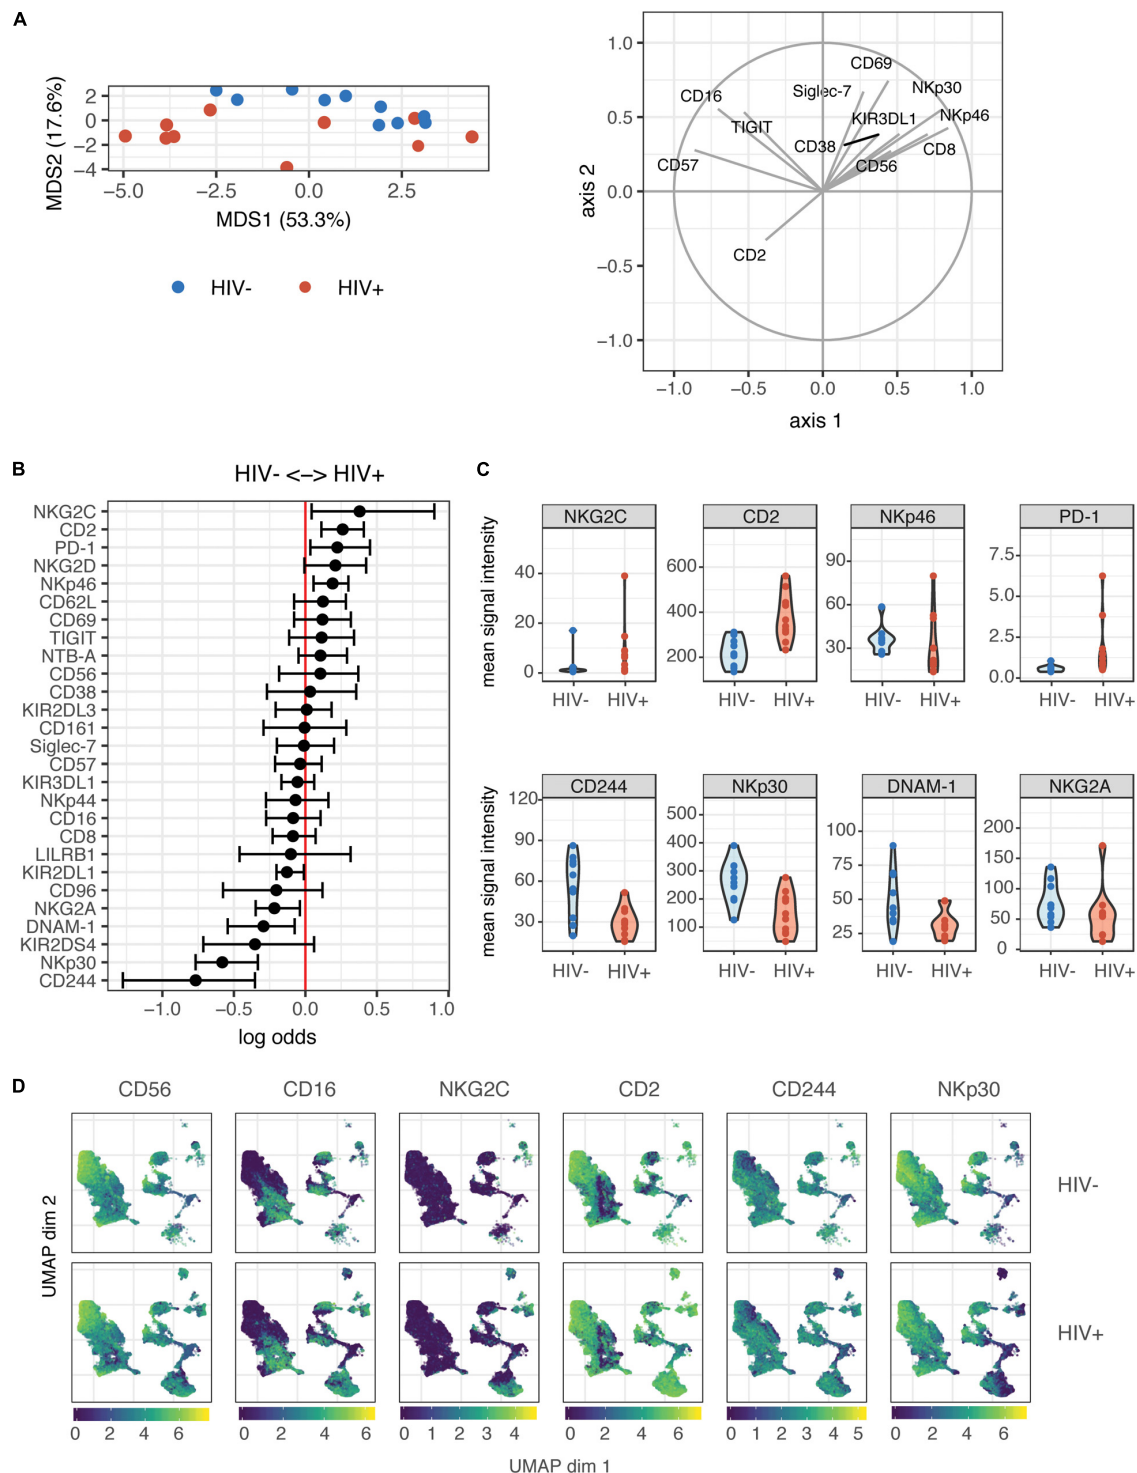 A
MDS2 (17.6%)
2
0
−2
−4
−5.0 −2.5 0.0 2.5
MDS1 (53.3%)
HIV- HIV+
axis 2
1.0
0.5
0.0
−0.5
−1.0
CD69
Siglec-7
NKp30
CD16
KIR3DL1
NKp46
TIGIT
CD38
CD8
CD57
CD56
CD2
−1.0 −0.5 0.0 0.5 1.0
axis 1
B
HIV- <-> HIV+
NKG2C
CD2
PD-1
NKG2D
NKp46
CD62L
CD69
TIGIT
NTB-A
CD56
CD38
KIR2DL3
CD161
Siglec-7
CD57
KIR3DL1
NKp44
CD16
CD8
LILRB1
KIR2DL1
CD96
NKG2A
DNAM-1
KIR2DS4
NKp30
CD244
−1.0 −0.5 0.0 0.5 1.0
log odds
C
mean signal intensity
NKG2C
40
20
0
HIV- HIV+
CD2
600
400
200
HIV- HIV+
NKp46
90
60
30
HIV- HIV+
PD-1
7.5
5.0
2.5
0.0
HIV- HIV+
mean signal intensity
CD244
120
90
60
30
HIV- HIV+
NKp30
500
400
300
200
100
HIV- HIV+
DNAM-1
100
75
50
25
HIV- HIV+
NKG2A
200
150
100
50
0
HIV- HIV+
D
CD56 CD16 NKG2C CD2 CD244 NKp30
UMAP dim 2
HIV-
HIV+
0 2 4 6
0 2 4 6
0 1 2 3 4
0 2 4 6
0 1 2 3 4 5
0 2 4 6
UMAP dim 1